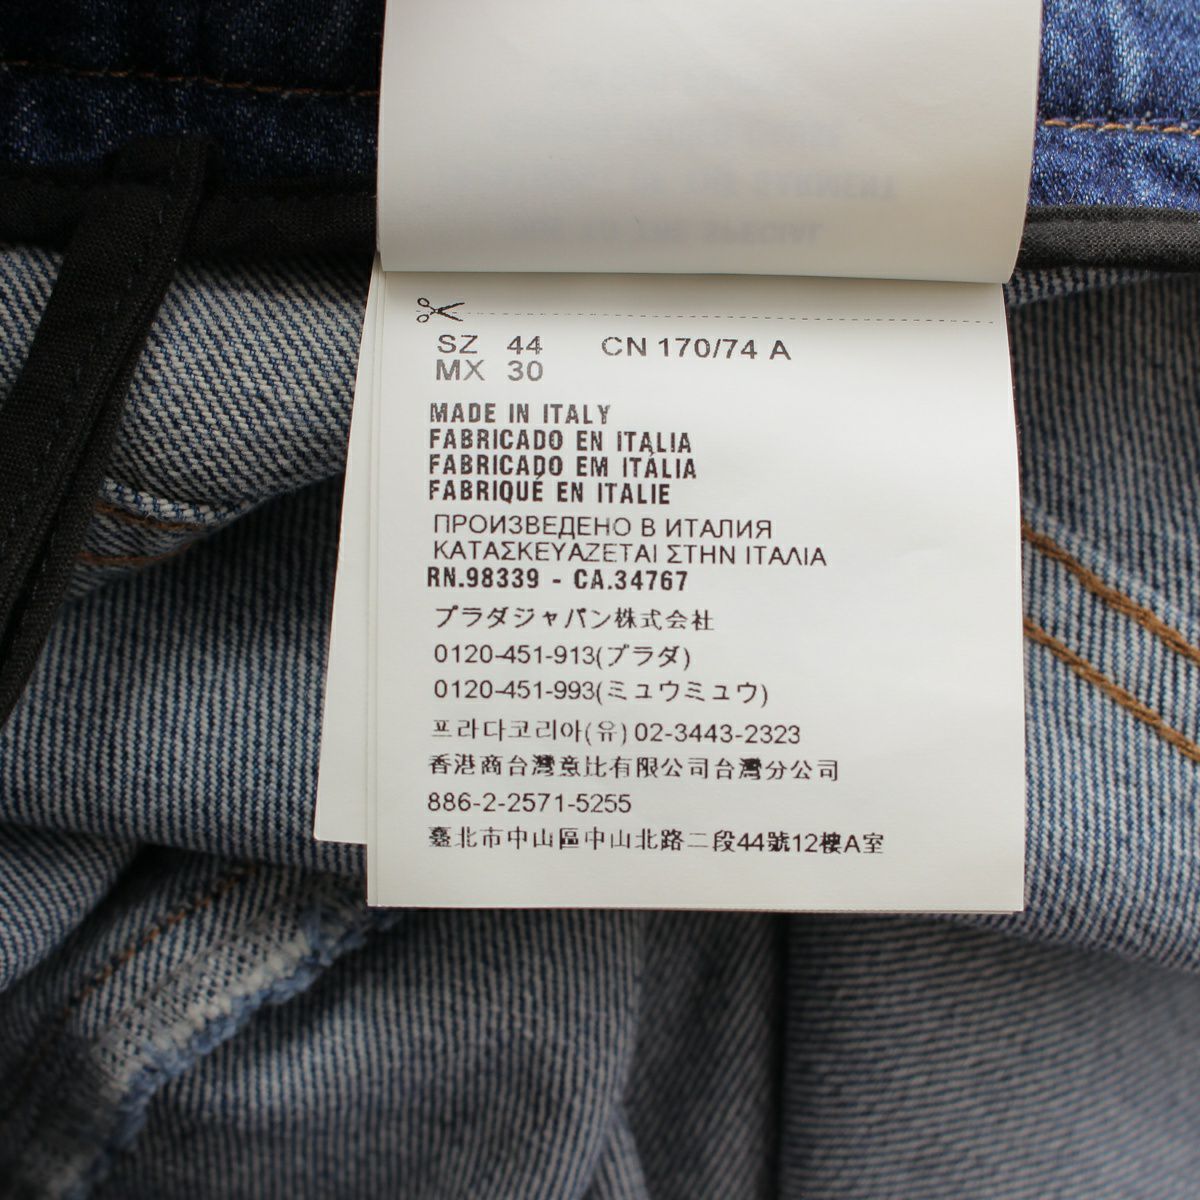 SZ 44 CN 170/74 A
MX 30
MADE IN ITALY
FABRICADO EN ITALIA
FABRICADO EM ITÁLIA
FABRIQUÉ EN ITALIE
ПРОИЗВЕДЕНО В ИТАЛИЯ
ΚΑΤΑΣΚΕΥΑΖΕΤΑΙ ΣΤΗΝ ΙΤΑΛΙΑ
RN.98339 - CA.34767
プラダジャパン株式会社
0120-451-913(プラダ)
0120-451-993(ミュウミュウ)
프라다코리아(유) 02-3443-2323
香港商台灣意比有限公司台灣分公司
886-2-2571-5255
臺北市中山區中山北路二段44號12樓A室